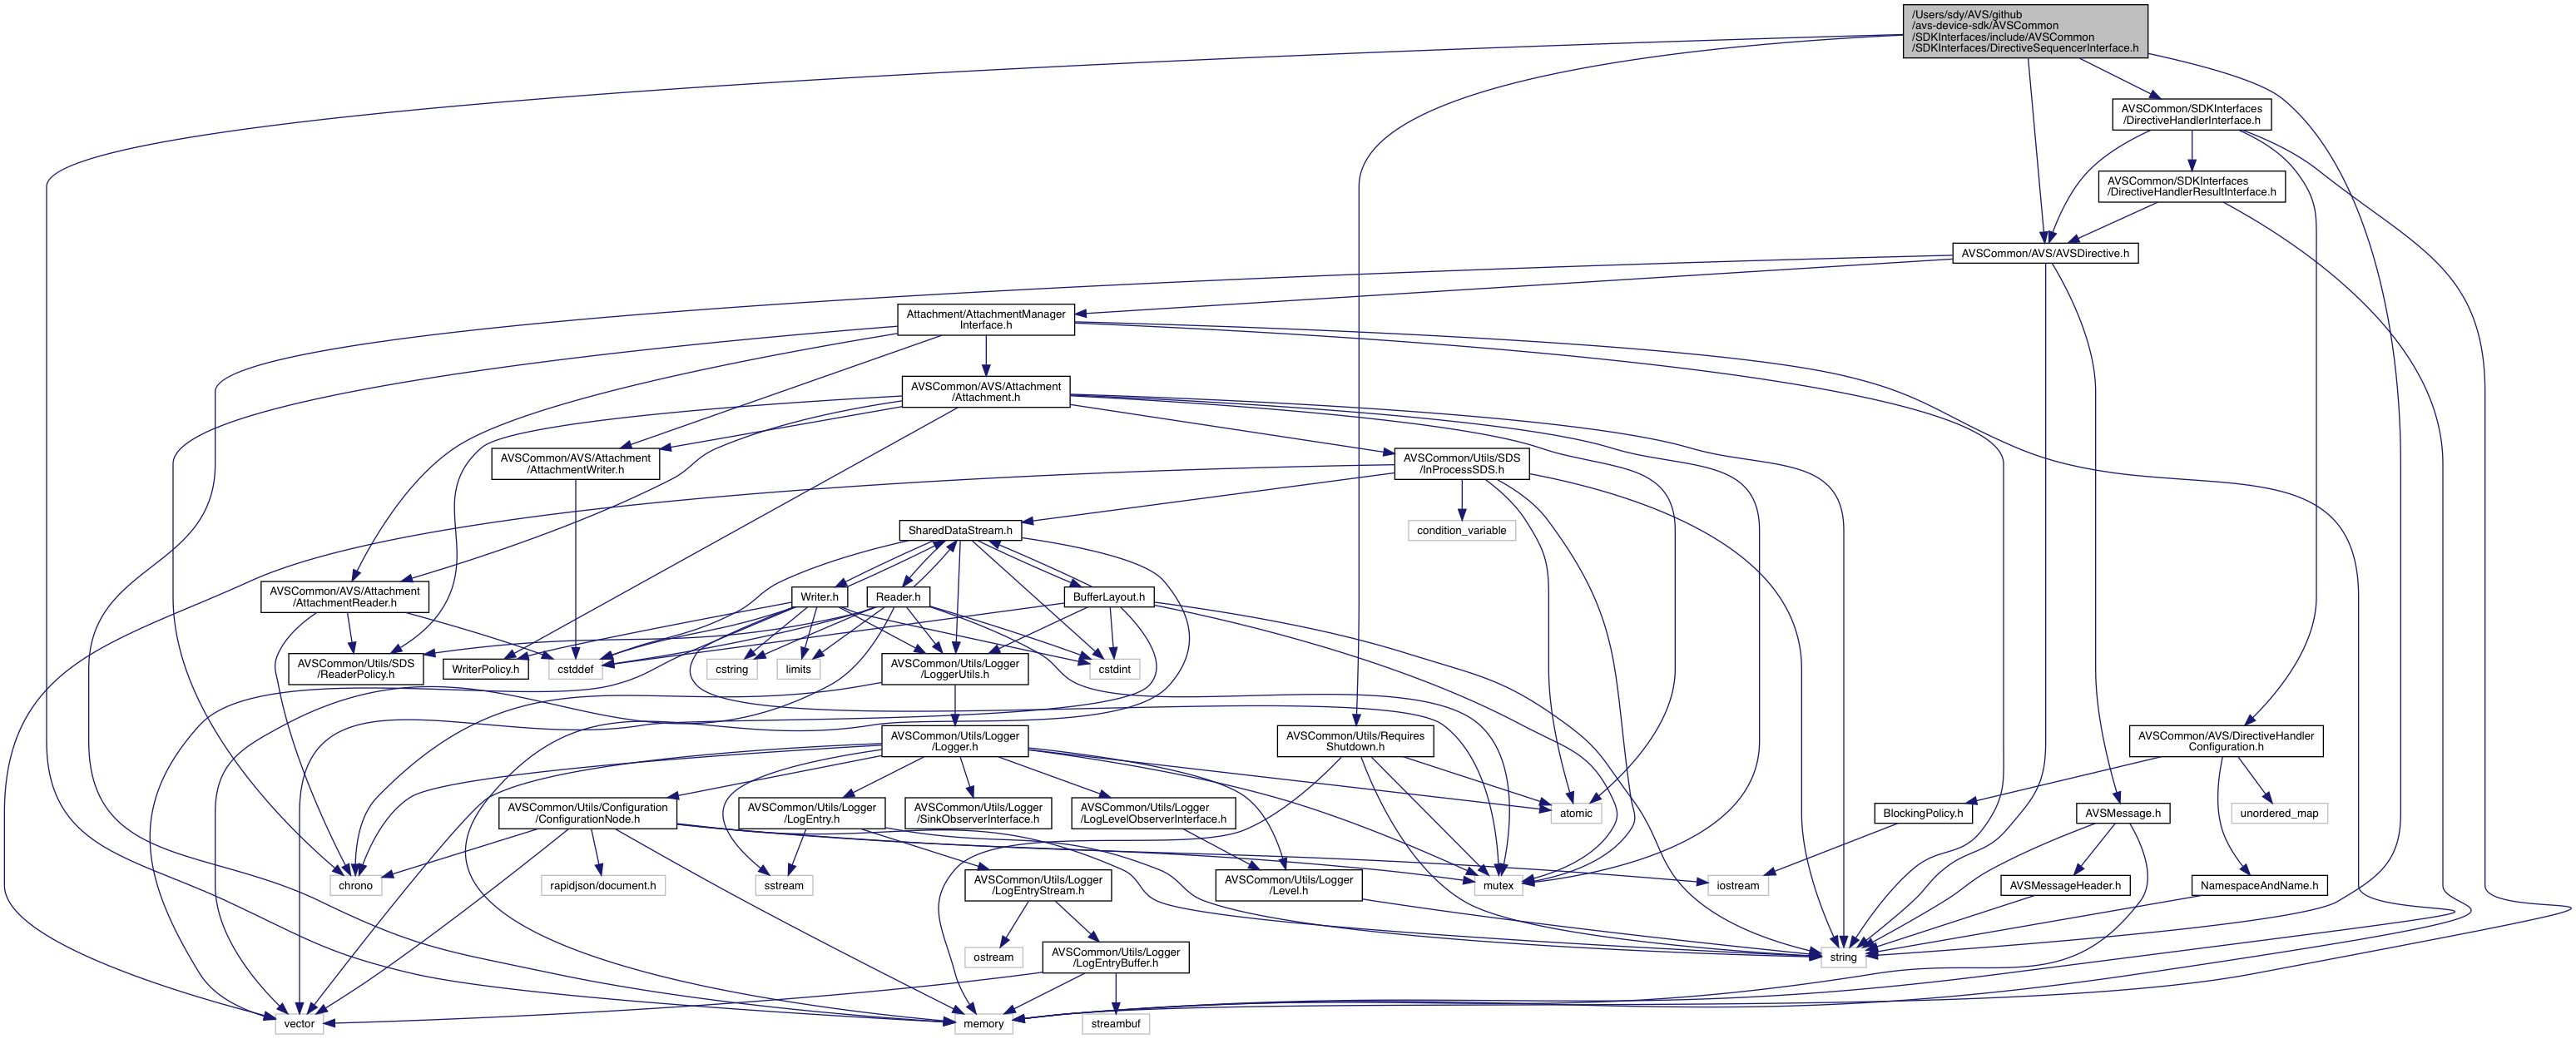 /Users/sdy/AVS/github
/avs-device-sdk/AVSCommon
/SDKInterfaces/include/AVSCommon
/SDKInterfaces/DirectiveSequencerInterface.h
AVSCommon/SDKInterfaces
/DirectiveHandlerInterface.h
AVSCommon/SDKInterfaces
/DirectiveHandlerResultInterface.h
AVSCommon/AVS/AVSDirective.h
Attachment/AttachmentManager
Interface.h
AVSCommon/AVS/Attachment
/Attachment.h
AVSCommon/AVS/Attachment
/AttachmentWriter.h
AVSCommon/Utils/SDS
/InProcessSDS.h
SharedDataStream.h
condition_variable
AVSCommon/AVS/Attachment
/AttachmentReader.h
Writer.h
Reader.h
BufferLayout.h
AVSCommon/Utils/SDS
/ReaderPolicy.h
WriterPolicy.h
cstddef
cstring
limits
AVSCommon/Utils/Logger
/LoggerUtils.h
cstdint
AVSCommon/Utils/Logger
/Logger.h
AVSCommon/Utils/Requires
Shutdown.h
AVSCommon/AVS/DirectiveHandler
Configuration.h
AVSCommon/Utils/Configuration
/ConfigurationNode.h
AVSCommon/Utils/Logger
/LogEntry.h
AVSCommon/Utils/Logger
/SinkObserverInterface.h
AVSCommon/Utils/Logger
/LogLevelObserverInterface.h
atomic
BlockingPolicy.h
AVSMessage.h
unordered_map
chrono
rapidjson/document.h
sstream
AVSCommon/Utils/Logger
/LogEntryStream.h
AVSCommon/Utils/Logger
/Level.h
mutex
iostream
AVSMessageHeader.h
NamespaceAndName.h
ostream
AVSCommon/Utils/Logger
/LogEntryBuffer.h
string
vector
memory
streambuf